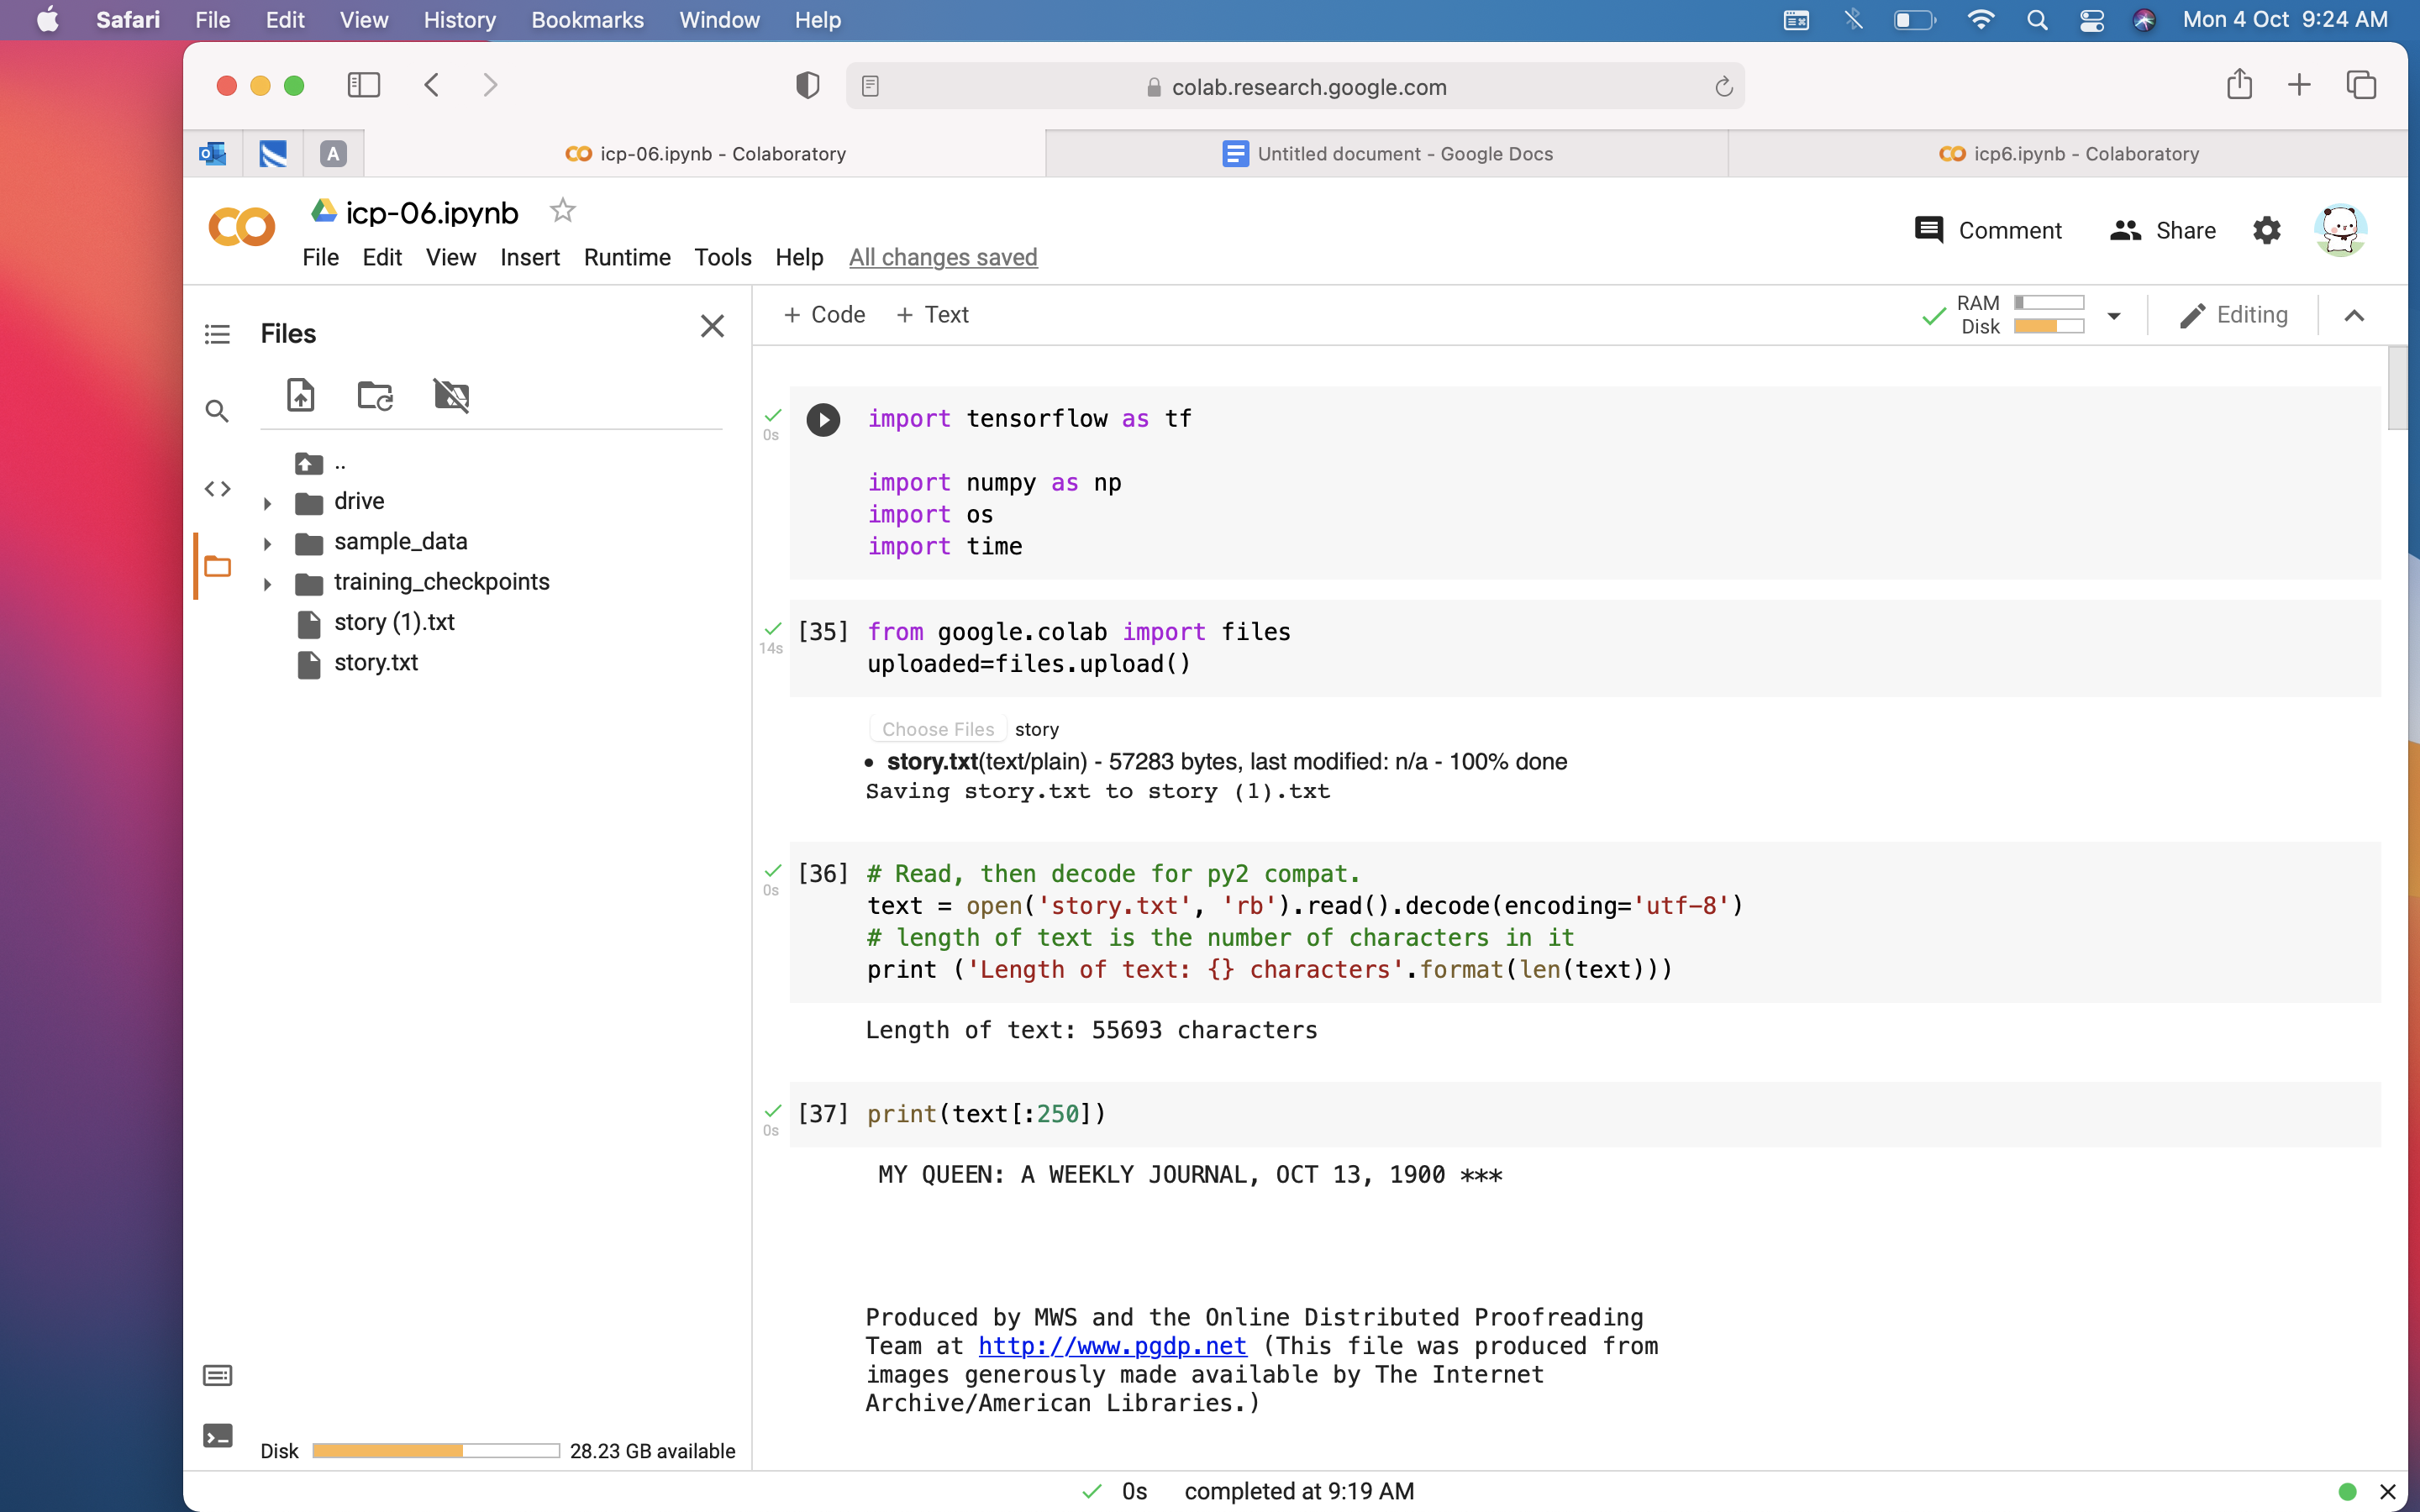 Safari File Edit View History Bookmarks Window Help Mon 4 Oct 9:24 AM
colab.research.google.com
A icp-06.ipynb - Colaboratory Untitled document - Google Docs icp6.ipynb - Colaboratory
icp-06.ipynb
Comment Share
File Edit View Insert Runtime Tools Help All changes saved
Files
+ Code + Text
RAM
Disk
Editing
..
drive
sample_data
training_checkpoints
story (1).txt
story.txt
Disk 28.23 GB available
0s
import tensorflow as tf
import numpy as np
import os
import time
14s
[35] from google.colab import files
uploaded=files.upload()
Choose Files story
• story.txt(text/plain) - 57283 bytes, last modified: n/a - 100% done
Saving story.txt to story (1).txt
0s
[36] # Read, then decode for py2 compat.
text = open('story.txt', 'rb').read().decode(encoding='utf-8')
# length of text is the number of characters in it
print ('Length of text: {} characters'.format(len(text)))
Length of text: 55693 characters
0s
[37] print(text[:250])
MY QUEEN: A WEEKLY JOURNAL, OCT 13, 1900 ***
Produced by MWS and the Online Distributed Proofreading
Team at http://www.pgdp.net (This file was produced from
images generously made available by The Internet
Archive/American Libraries.)
0s completed at 9:19 AM